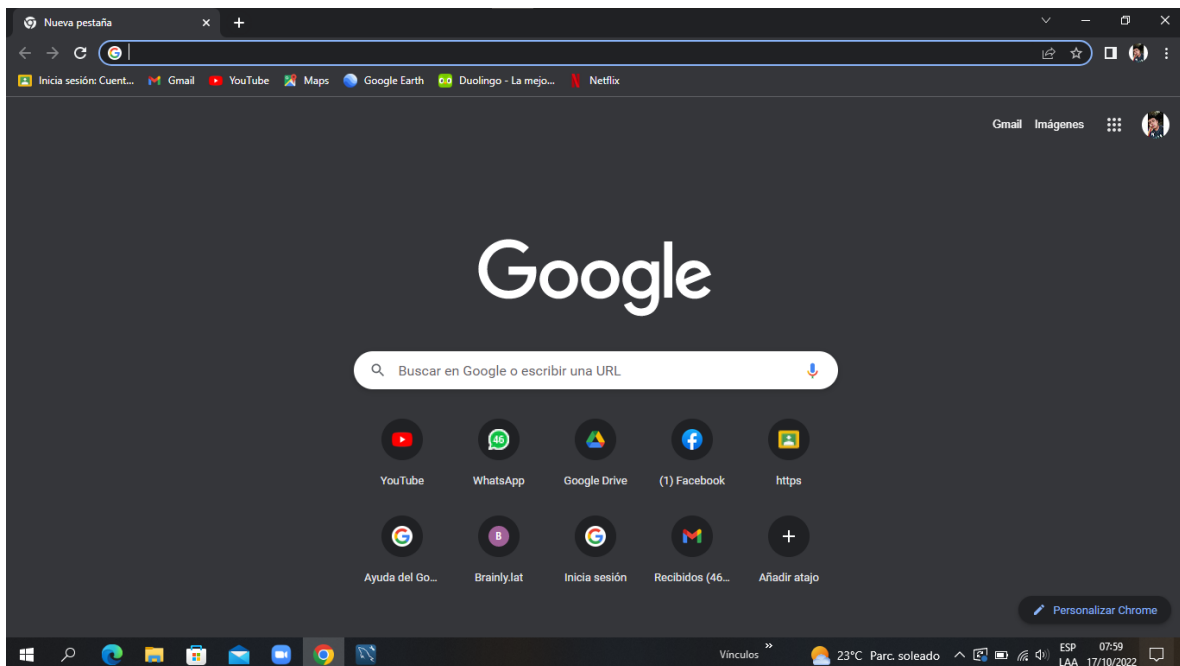 Nueva pestaña
Inicia sesión: Cuent... Gmail YouTube Maps Google Earth Duolingo - La mejo... Netflix
Gmail Imágenes
Google
Buscar en Google o escribir una URL
46
YouTube WhatsApp Google Drive (1) Facebook https
B
Ayuda del Go... Brainly.lat Inicia sesión Recibidos (46... Añadir atajo
Personalizar Chrome
Vínculos » 23°C Parc. soleado ESP 07:59
LAA 17/10/2022